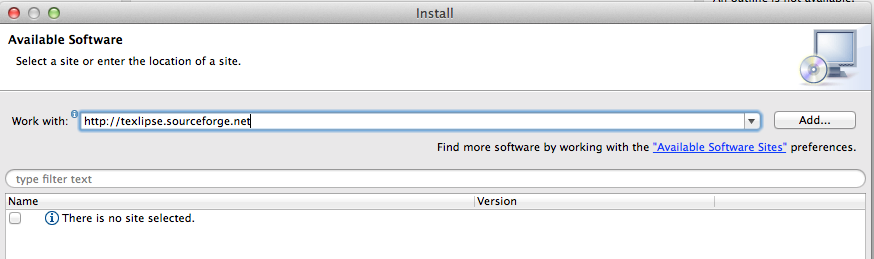 An outline is not available.
Install
Available Software
Select a site or enter the location of a site.
Work with: http://texlipse.sourceforge.net Add...
Find more software by working with the "Available Software Sites" preferences.
type filter text
Name Version
There is no site selected.